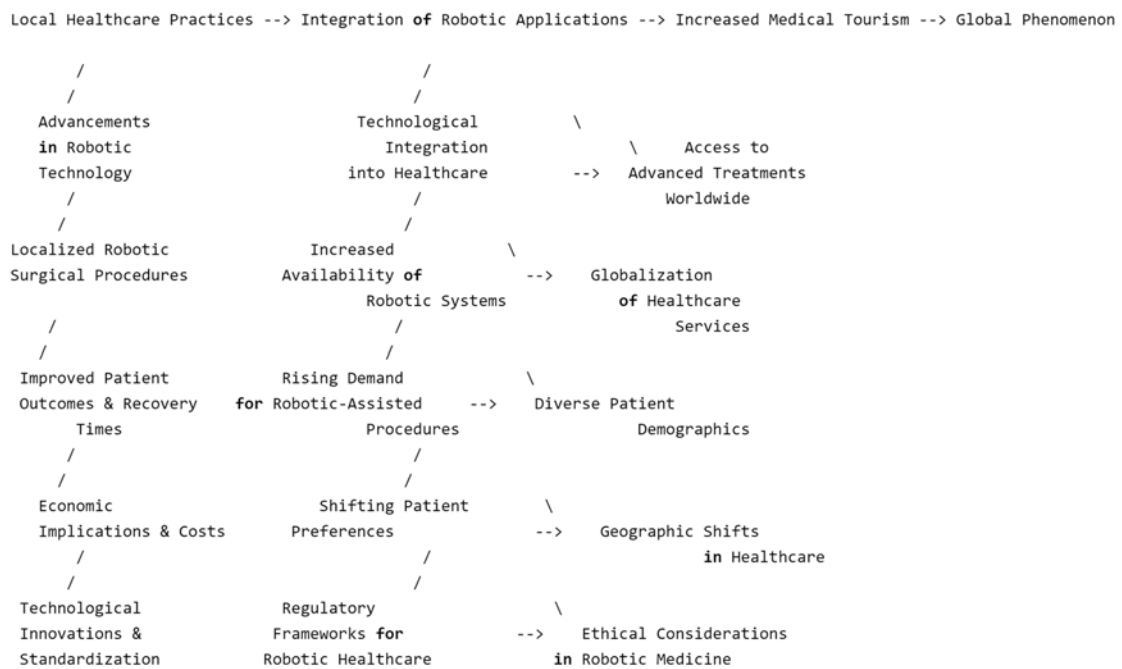 Local Healthcare Practices --> Integration of Robotic Applications --> Increased Medical Tourism --> Global Phenomenon
/ /
/ /
Advancements Technological \
in Robotic Integration \ Access to
Technology into Healthcare --> Advanced Treatments
/ / Worldwide
/ /
Localized Robotic Increased \
Surgical Procedures Availability of --> Globalization
Robotic Systems of Healthcare
/ / Services
/ /
Improved Patient Rising Demand \
Outcomes & Recovery for Robotic-Assisted --> Diverse Patient
Times Procedures Demographics
/ /
/ /
Economic Shifting Patient \
Implications & Costs Preferences --> Geographic Shifts
/ / in Healthcare
/ /
Technological Regulatory \
Innovations & Frameworks for --> Ethical Considerations
Standardization Robotic Healthcare in Robotic Medicine